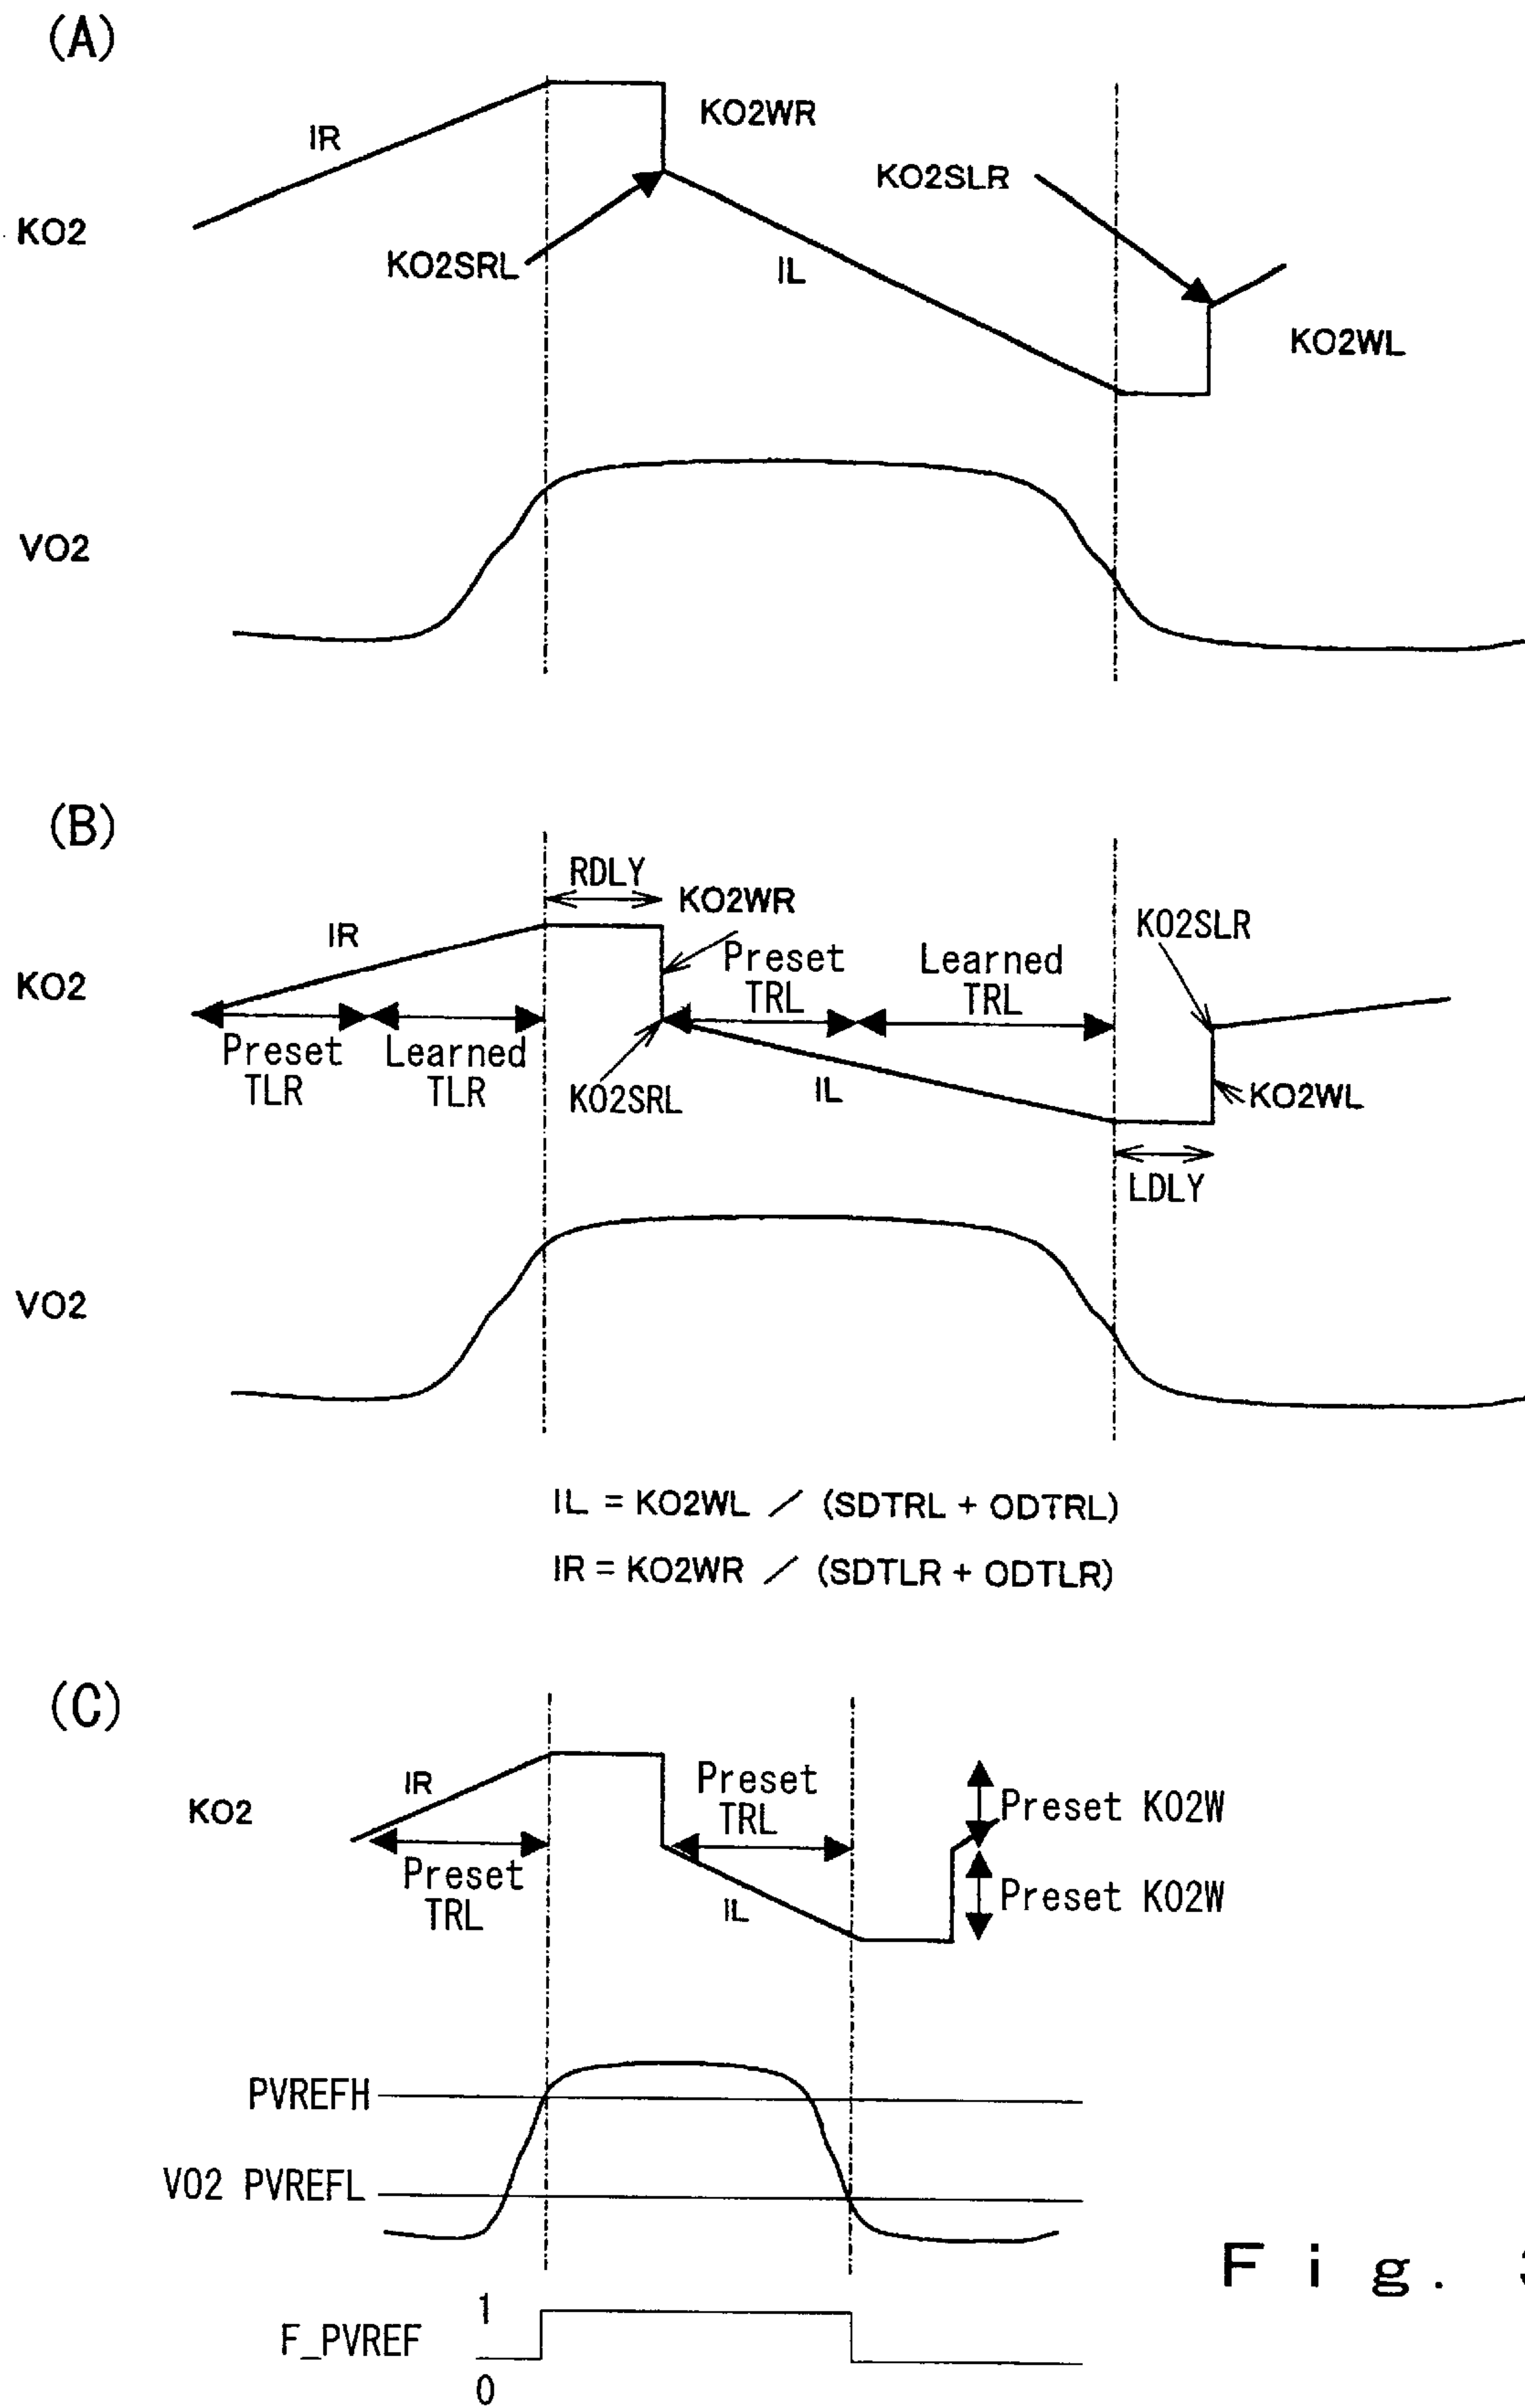 (A)
KO2WR
IR
KO2SLR
KO2
KO2SRL
IL
KO2WL
VO2
(B)
RDLY
KO2WR
KO2SLR
IR
Preset
TRL
Learned
TRL
KO2
Preset
TLR
Learned
TLR
KO2SRL
IL
KO2WL
LDLY
VO2
IL = KO2WL / (SDTRL + ODTRL)
IR = KO2WR / (SDTLR + ODTLR)
(C)
IR
Preset
TRL
KO2
Preset KO2W
Preset
TRL
IL
Preset KO2W
PVREFH
VO2 PVREFL
Fig.
1
F_PVREF
0